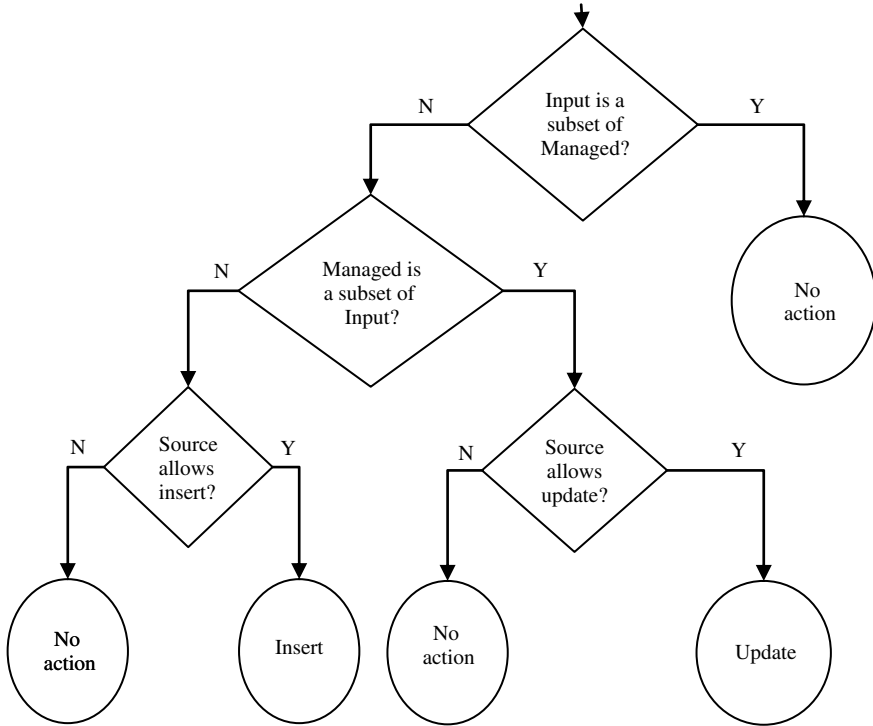 Input is a
subset of
Managed?
N
Y
Managed is
a subset of
Input?
N
Y
No
action
Source
allows
insert?
N
Y
Source
allows
update?
N
Y
No
action
Insert
No
action
Update